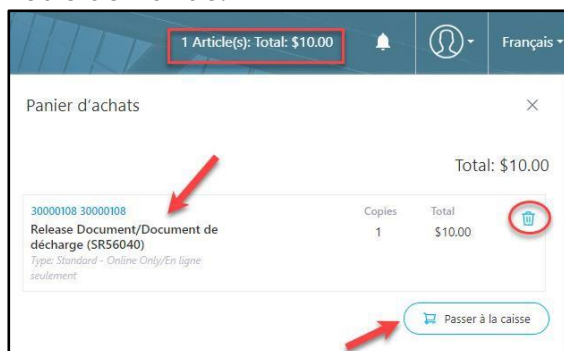 1 Article(s): Total: $10.00
Français
Panier d'achats
Total: $10.00
30000108 30000108
Copies
Total
Release Document/Document de
décharge (SR56040)
1
$10.00
Type: Standard - Online Only/En ligne
seulement
Passer à la caisse